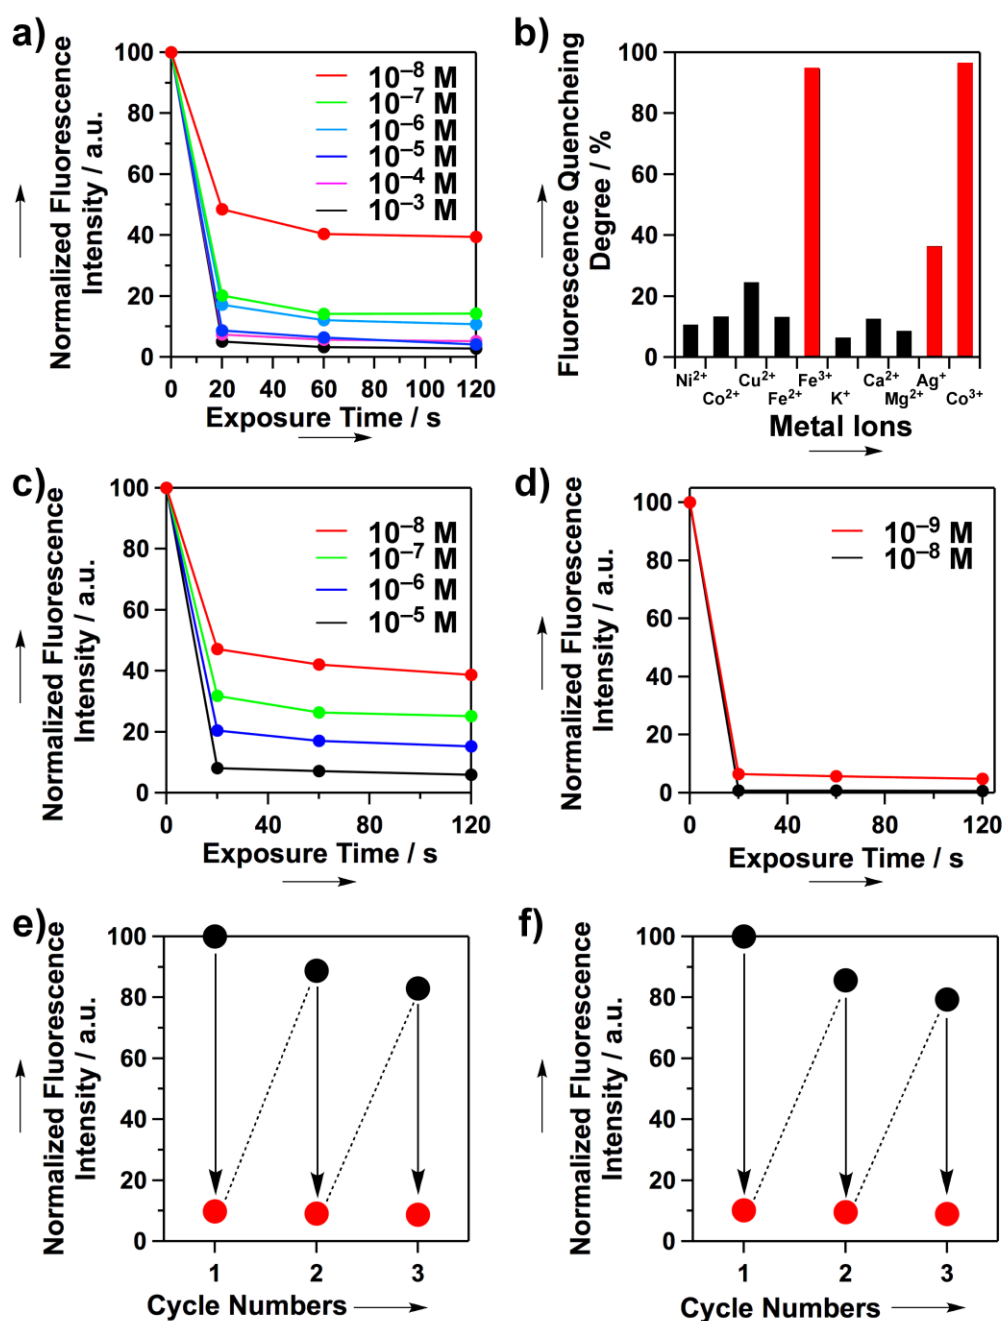 a)
100
80
60
40
20
0
0 20 40 60 80 100 120
Normalized Fluorescence
Intensity / a.u.
Exposure Time / s
10⁻⁸ M
10⁻⁷ M
10⁻⁶ M
10⁻⁵ M
10⁻⁴ M
10⁻³ M
b)
100
80
60
40
20
0
Fluorescence Quencheing
Degree / %
Ni²⁺ Cu²⁺ Fe³⁺ Ca²⁺ Ag⁺
Co²⁺ Fe²⁺ K⁺ Mg²⁺ Co³⁺
Metal Ions
c)
100
80
60
40
20
0
0 40 80 120
Normalized Fluorescence
Intensity / a.u.
Exposure Time / s
10⁻⁸ M
10⁻⁷ M
10⁻⁶ M
10⁻⁵ M
d)
100
80
60
40
20
0
0 40 80 120
Normalized Fluorescence
Intensity / a.u.
Exposure Time / s
10⁻⁹ M
10⁻⁸ M
e)
100
80
60
40
20
0
1 2 3
Normalized Fluorescence
Intensity / a.u.
Cycle Numbers
f)
100
80
60
40
20
0
1 2 3
Normalized Fluorescence
Intensity / a.u.
Cycle Numbers